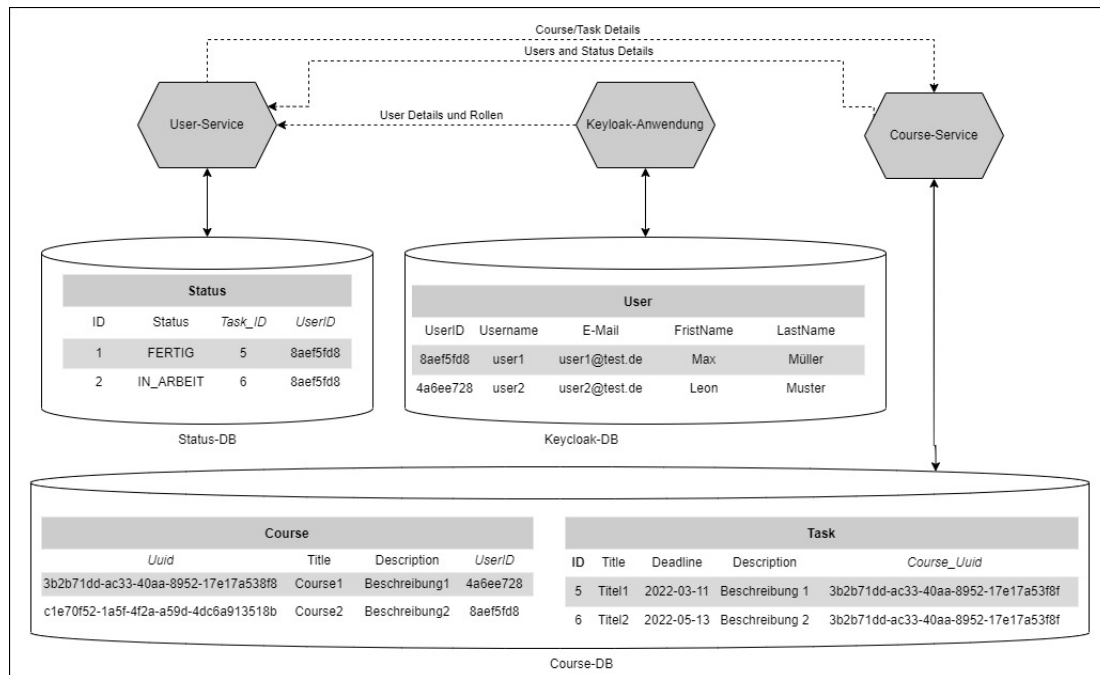 Course/Task Details
Users and Status Details
User Details und Rollen
User-Service
Keyloak-Anwendung
Course-Service
Status
ID Status Task_ID UserID
1 FERTIG 5 8aef5fd8
2 IN_ARBEIT 6 8aef5fd8
Status-DB
User
UserID Username E-Mail FristName LastName
8aef5fd8 user1 user1@test.de Max Müller
4a6ee728 user2 user2@test.de Leon Muster
Keycloak-DB
Course
Uuid Title Description UserID
3b2b71dd-ac33-40aa-8952-17e17a538f8 Course1 Beschreibung1 4a6ee728
c1e70f52-1a5f-4f2a-a59d-4dc6a913518b Course2 Beschreibung2 8aef5fd8
Task
ID Title Deadline Description Course_Uuid
5 Titel1 2022-03-11 Beschreibung 1 3b2b71dd-ac33-40aa-8952-17e17a53f8f
6 Titel2 2022-05-13 Beschreibung 2 3b2b71dd-ac33-40aa-8952-17e17a53f8f
Course-DB